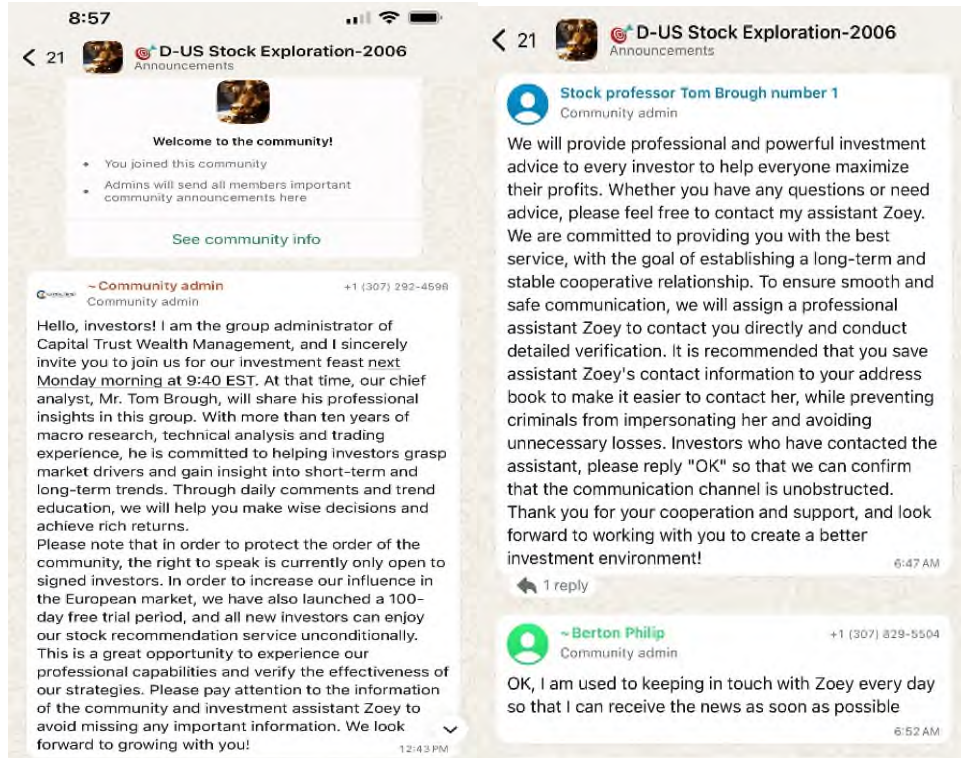 8:57
21
D-US Stock Exploration-2006
Announcements
Welcome to the community!
• You joined this community
• Admins will send all members important
community announcements here
See community info
~Community admin
+1 (307) 292-4598
Community admin
Hello, investors! I am the group administrator of
Capital Trust Wealth Management, and I sincerely
invite you to join us for our investment feast next
Monday morning at 9:40 EST. At that time, our chief
analyst, Mr. Tom Brough, will share his professional
insights in this group. With more than ten years of
macro research, technical analysis and trading
experience, he is committed to helping investors grasp
market drivers and gain insight into short-term and
long-term trends. Through daily comments and trend
education, we will help you make wise decisions and
achieve rich returns.
Please note that in order to protect the order of the
community, the right to speak is currently only open to
signed investors. In order to increase our influence in
the European market, we have also launched a 100-
day free trial period, and all new investors can enjoy
our stock recommendation service unconditionally.
This is a great opportunity to experience our
professional capabilities and verify the effectiveness of
our strategies. Please pay attention to the information
of the community and investment assistant Zoey to
avoid missing any important information. We look
forward to growing with you!
12:43 PM
21
D-US Stock Exploration-2006
Announcements
Stock professor Tom Brough number 1
Community admin
We will provide professional and powerful investment
advice to every investor to help everyone maximize
their profits. Whether you have any questions or need
advice, please feel free to contact my assistant Zoey.
We are committed to providing you with the best
service, with the goal of establishing a long-term and
stable cooperative relationship. To ensure smooth and
safe communication, we will assign a professional
assistant Zoey to contact you directly and conduct
detailed verification. It is recommended that you save
assistant Zoey's contact information to your address
book to make it easier to contact her, while preventing
criminals from impersonating her and avoiding
unnecessary losses. Investors who have contacted the
assistant, please reply "OK" so that we can confirm
that the communication channel is unobstructed.
Thank you for your cooperation and support, and look
forward to working with you to create a better
investment environment!
6:47 AM
1 reply
~Berton Philip
+1 (307) 829-5504
Community admin
OK, I am used to keeping in touch with Zoey every day
so that I can receive the news as soon as possible
6:52 AM